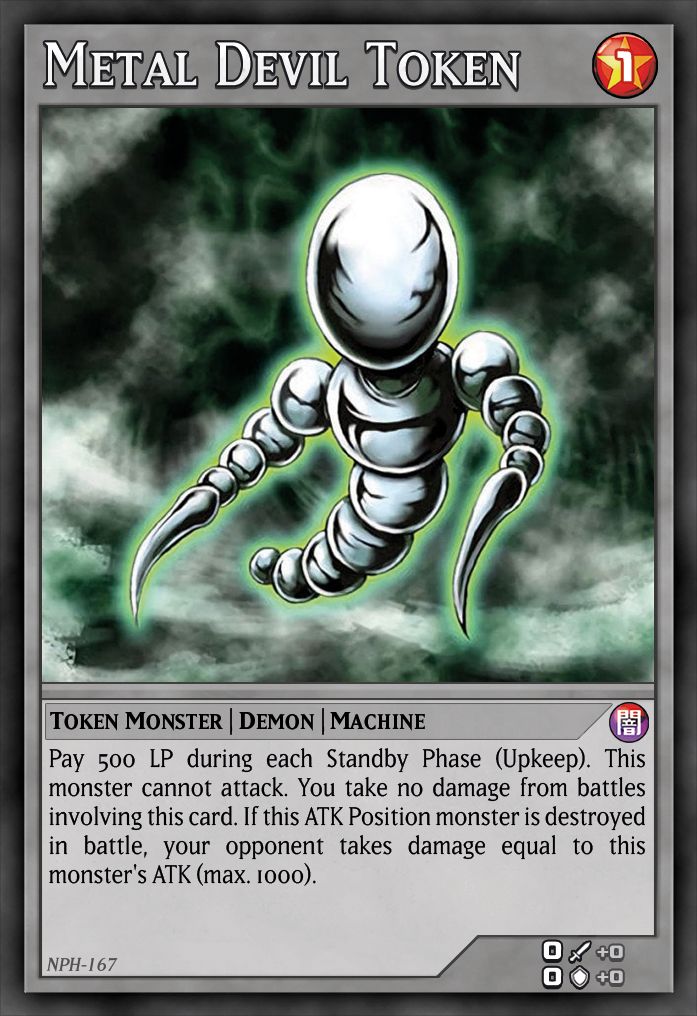 METAL DEVIL TOKEN
1
TOKEN MONSTER | DEMON | MACHINE
闇
Pay 500 LP during each Standby Phase (Upkeep). This
monster cannot attack. You take no damage from battles
involving this card. If this ATK Position monster is destroyed
in battle, your opponent takes damage equal to this
monster's ATK (max. 1000).
NPH-167
0 +0
0 +0